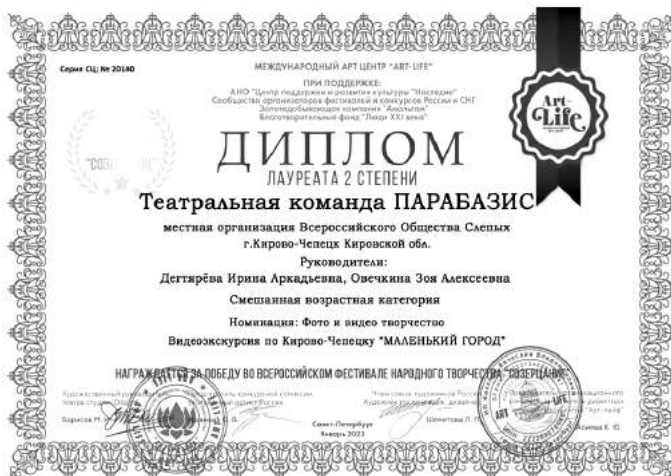 Серия СЦ; № 20140
МЕЖДУНАРОДНЫЙ АРТ ЦЕНТР "ART-LIFE"
ПРИ ПОДДЕРЖКЕ:
АНО "Центр поддержки и развития культуры "Наследие"
Сообщество организаторов фестивалей и конкурсов России и СНГ
Золотодобывающая компания
Благотворительный фонд "Люди XXI века"
Art-
Life
ДИПЛОМ
ЛАУРЕАТА 2 СТЕПЕНИ
Театральная команда ПАРАБАЗИС
местная организация Всероссийского Общества Слепых
г.Кирово-Чепецк Кировской обл.
Руководители:
Дегтярёва Ирина Аркадьевна, Овечкина Зоя Алексеевна
Смешанная возрастная категория
Номинация: Фото и видео творчество
Видеоэкскурсия по Кирово-Чепецку "МАЛЕНЬКИЙ ГОРОД"
НАГРАЖДАЕТСЯ ЗА ПОБЕДУ ВО ВСЕРОССИЙСКОМ ФЕСТИВАЛЕ НАРОДНОГО ТВОРЧЕСТВА "СОЗЕРЦАНИЕ"
Борисов Н.
Санкт-Петербург
Январь 2023
ART